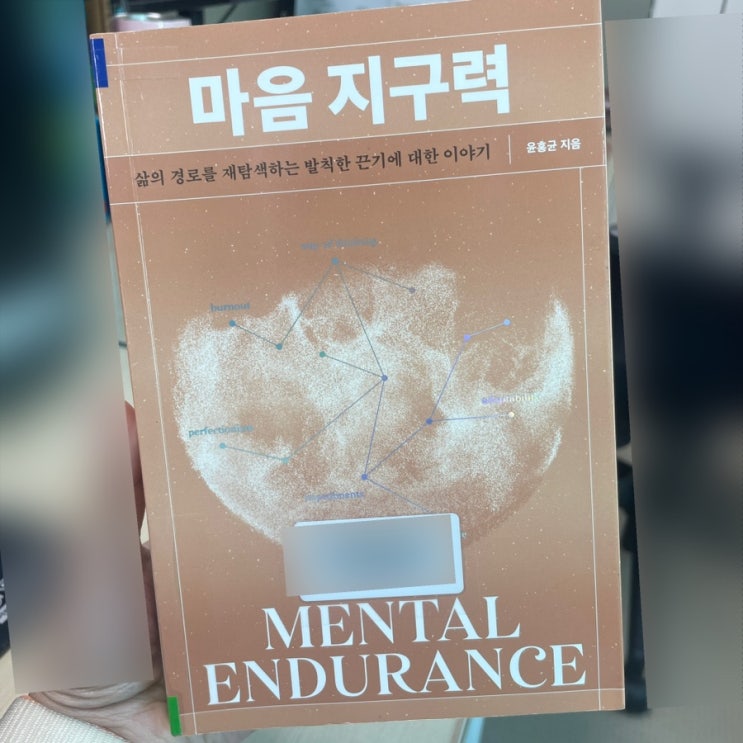 마음 지구력
삶의 경로를 재탐색하는 발칙한 끈기에 대한 이야기
윤홍균 지음
burnout
MENTAL
ENDURANCE